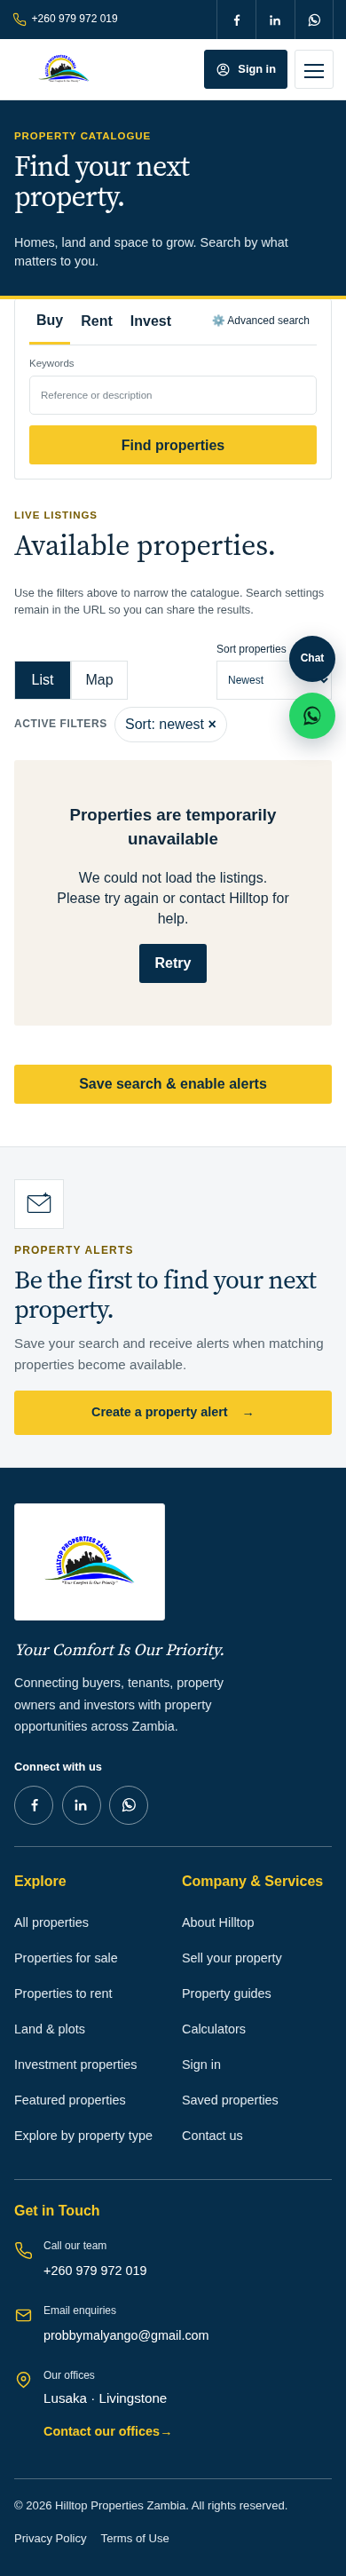 +260 979 972 019
Sign in
PROPERTY CATALOGUE
Find your next
property.
Homes, land and space to grow. Search by what
matters to you.
Buy Rent Invest ⚙️ Advanced search
Keywords
Reference or description
Find properties
LIVE LISTINGS
Available properties.
Use the filters above to narrow the catalogue. Search settings
remain in the URL so you can share the results.
Sort properties
Chat
List Map Newest
ACTIVE FILTERS Sort: newest ×
Properties are temporarily
unavailable
We could not load the listings.
Please try again or contact Hilltop for
help.
Retry
Save search & enable alerts
PROPERTY ALERTS
Be the first to find your next
property.
Save your search and receive alerts when matching
properties become available.
Create a property alert →
HILLTOP PROPERTIES ZAMBIA
"Your Comfort Is Our Priority"
Your Comfort Is Our Priority.
Connecting buyers, tenants, property
owners and investors with property
opportunities across Zambia.
Connect with us
Explore
All properties
Properties for sale
Properties to rent
Land & plots
Investment properties
Featured properties
Explore by property type
Company & Services
About Hilltop
Sell your property
Property guides
Calculators
Sign in
Saved properties
Contact us
Get in Touch
Call our team
+260 979 972 019
Email enquiries
probbymalyango@gmail.com
Our offices
Lusaka · Livingstone
Contact our offices→
© 2026 Hilltop Properties Zambia. All rights reserved.
Privacy Policy Terms of Use